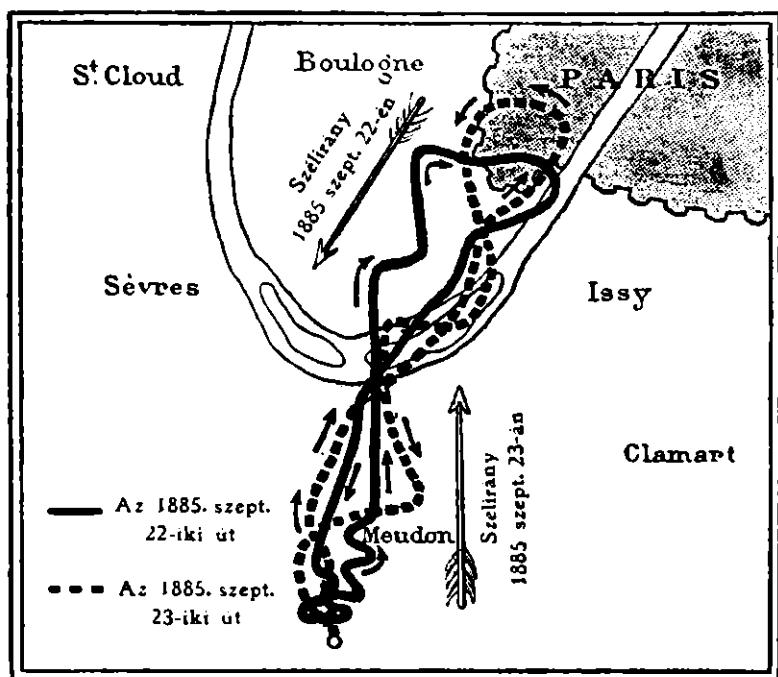 St. Cloud
Boulogne
PARIS
Szélirány
1885 szept. 22-én
Sèvres
Issy
Clamart
Szélirány
1885 szept. 23-án
Meudon
Az 1885. szept.
22-iki út
Az 1885. szept.
23-iki út